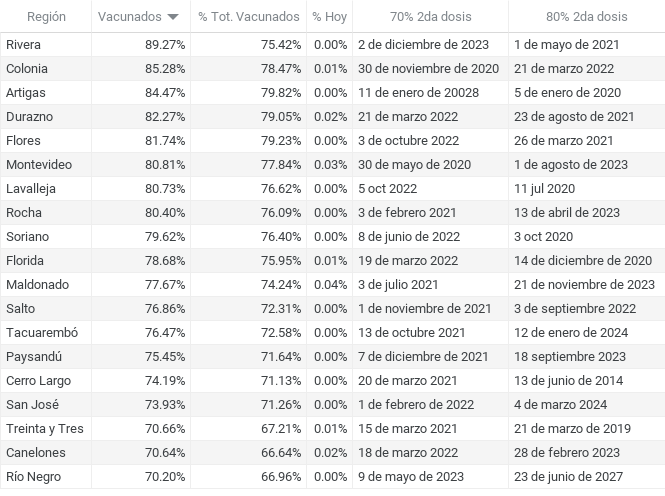 Región Vacunados % Tot. Vacunados % Hoy 70% 2da dosis 80% 2da dosis
Rivera 89.27% 75.42% 0.00% 2 de diciembre de 2023 1 de mayo de 2021
Colonia 85.28% 78.47% 0.01% 30 de noviembre de 2020 21 de marzo 2022
Artigas 84.47% 79.82% 0.00% 11 de enero de 20028 5 de enero de 2020
Durazno 82.27% 79.05% 0.02% 21 de marzo 2022 23 de agosto de 2021
Flores 81.74% 79.23% 0.00% 3 de octubre 2022 26 de marzo 2021
Montevideo 80.81% 77.84% 0.03% 30 de mayo de 2020 1 de agosto de 2023
Lavalleja 80.73% 76.62% 0.00% 5 oct 2022 11 jul 2020
Rocha 80.40% 76.09% 0.00% 3 de febrero 2021 13 de abril de 2023
Soriano 79.62% 76.40% 0.00% 8 de junio de 2022 3 oct 2020
Florida 78.68% 75.95% 0.01% 19 de marzo 2022 14 de diciembre de 2020
Maldonado 77.67% 74.24% 0.04% 3 de julio 2021 21 de noviembre de 2023
Salto 76.86% 72.31% 0.00% 1 de noviembre de 2021 3 de septiembre 2022
Tacuarembó 76.47% 72.58% 0.00% 13 de octubre 2021 12 de enero de 2024
Paysandú 75.45% 71.64% 0.00% 7 de diciembre de 2021 18 septiembre 2023
Cerro Largo 74.19% 71.13% 0.00% 20 de marzo 2021 13 de junio de 2014
San José 73.93% 71.26% 0.00% 1 de febrero de 2022 4 de marzo 2024
Treinta y Tres 70.66% 67.21% 0.01% 15 de marzo 2021 21 de marzo de 2019
Canelones 70.64% 66.64% 0.02% 18 de marzo 2022 28 de febrero 2023
Río Negro 70.20% 66.96% 0.00% 9 de mayo de 2023 23 de junio de 2027